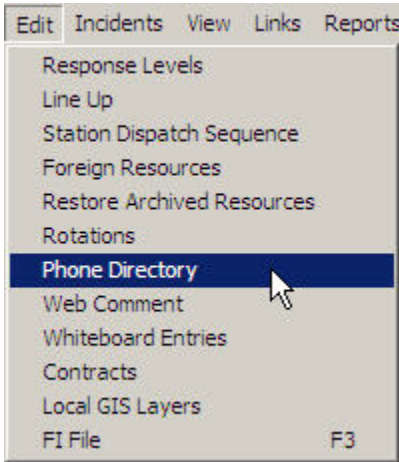 Edit Incidents View Links Reports
Response Levels
Line Up
Station Dispatch Sequence
Foreign Resources
Restore Archived Resources
Rotations
Phone Directory
Web Comment
Whiteboard Entries
Contracts
Local GIS Layers
FI File F3